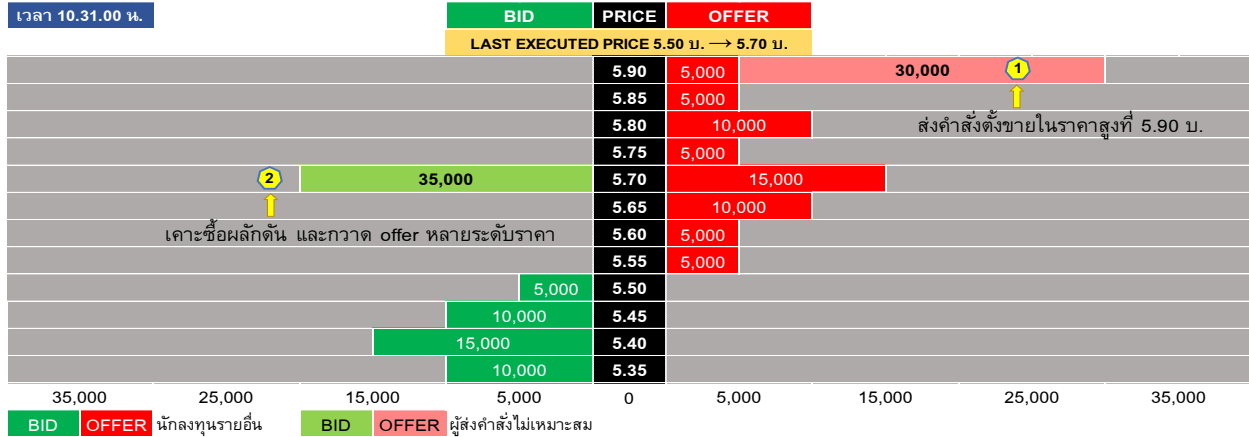 เวลา 10.31.00 น. BID PRICE OFFER
LAST EXECUTED PRICE 5.50 บ. → 5.70 บ.
5.90 5,000 30,000 1
5.85 5,000
5.80 10,000 ส่งคำสั่งตั้งขายในราคาสูงที่ 5.90 บ.
5.75 5,000
2 35,000 5.70 15,000
5.65 10,000
เคาะซื้อผลักดัน และกวาด offer หลายระดับราคา 5.60 5,000
5.55 5,000
5,000 5.50
10,000 5.45
15,000 5.40
10,000 5.35
35,000 25,000 15,000 5,000 0 5,000 15,000 25,000 35,000
BID OFFER นักลงทุนรายอื่น BID OFFER ผู้ส่งคำสั่งไม่เหมาะสม